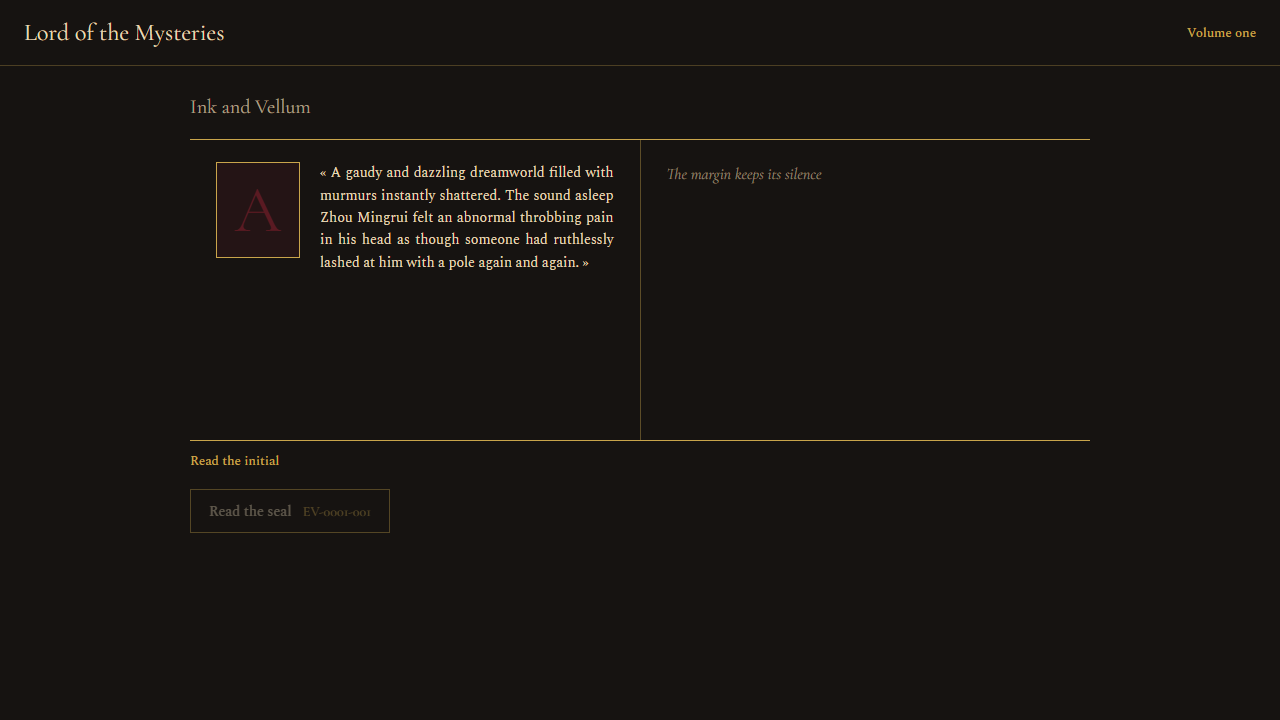 Lord of the Mysteries
Volume one
Ink and Vellum
A
« A gaudy and dazzling dreamworld filled with
murmurs instantly shattered. The sound asleep
Zhou Mingrui felt an abnormal throbbing pain
in his head as though someone had ruthlessly
lashed at him with a pole again and again. »
The margin keeps its silence
Read the initial
Read the seal EV-0001-001